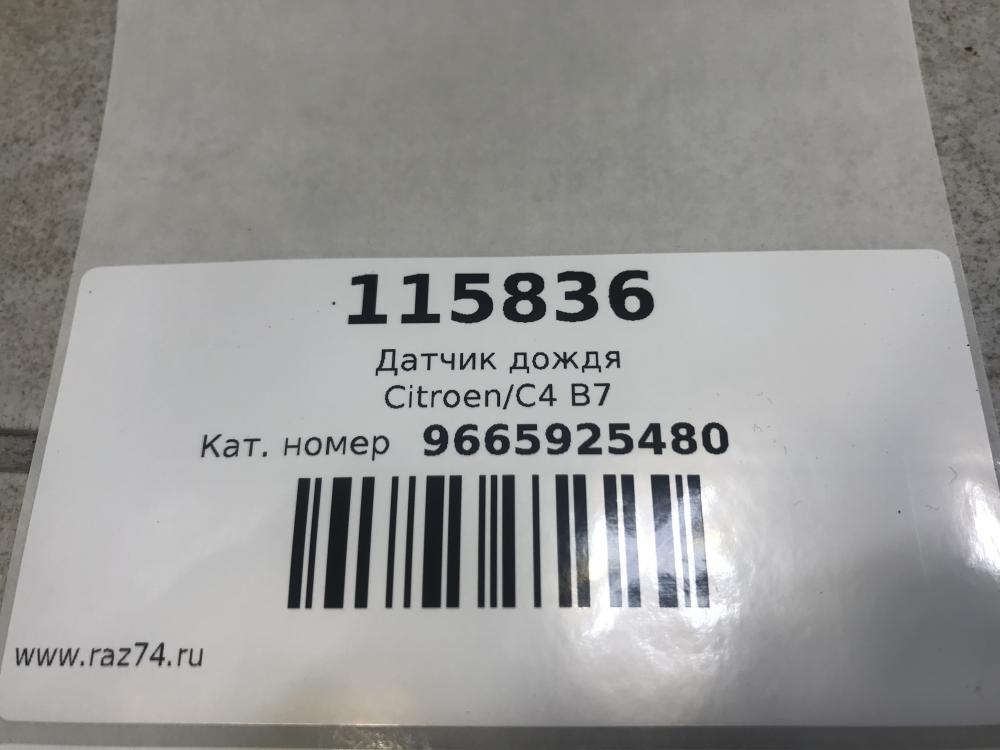 115836
Датчик дождя
Citroen/C4 B7
Кат. номер 9665925480
www.raz74.ru